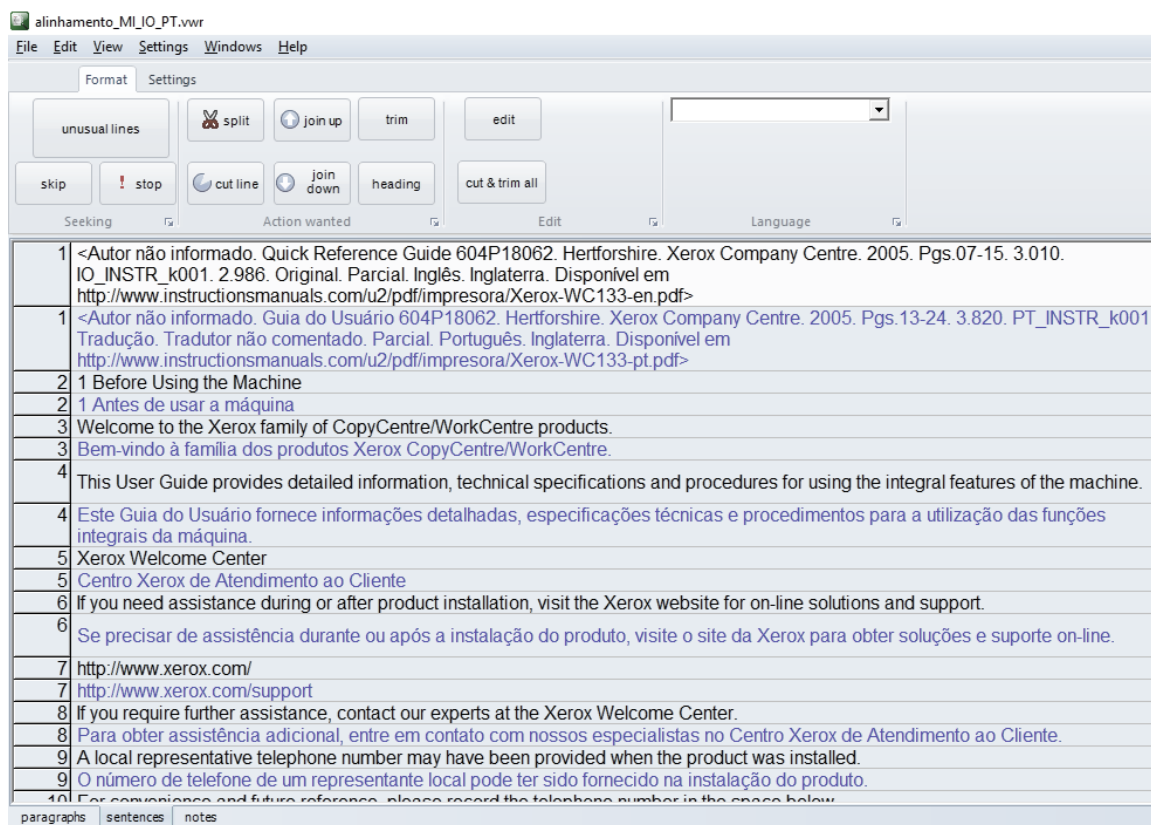 alinhamento_MI_IO_PT.vwr
File Edit View Settings Windows Help
Format Settings
unusual lines split join up trim edit
skip ! stop cut line join down heading cut & trim all
Seeking Action wanted Edit Language
1 <Autor não informado. Quick Reference Guide 604P18062. Hertforshire. Xerox Company Centre. 2005. Pgs.07-15. 3.010.
IO_INSTR_k001. 2.986. Original. Parcial. Inglês. Inglaterra. Disponível em
http://www.instructionsmanuals.com/u2/pdf/impresora/Xerox-WC133-en.pdf>
1 <Autor não informado. Guia do Usuário 604P18062. Hertforshire. Xerox Company Centre. 2005. Pgs.13-24. 3.820. PT_INSTR_k001
Tradução. Tradutor não comentado. Parcial. Português. Inglaterra. Disponível em
http://www.instructionsmanuals.com/u2/pdf/impresora/Xerox-WC133-pt.pdf>
2 1 Before Using the Machine
2 1 Antes de usar a máquina
3 Welcome to the Xerox family of CopyCentre/WorkCentre products.
3 Bem-vindo à família dos produtos Xerox CopyCentre/WorkCentre.
4 This User Guide provides detailed information, technical specifications and procedures for using the integral features of the machine.
4 Este Guia do Usuário fornece informações detalhadas, especificações técnicas e procedimentos para a utilização das funções
integrais da máquina.
5 Xerox Welcome Center
5 Centro Xerox de Atendimento ao Cliente
6 If you need assistance during or after product installation, visit the Xerox website for on-line solutions and support.
6 Se precisar de assistência durante ou após a instalação do produto, visite o site da Xerox para obter soluções e suporte on-line.
7 http://www.xerox.com/
7 http://www.xerox.com/support
8 If you require further assistance, contact our experts at the Xerox Welcome Center.
8 Para obter assistência adicional, entre em contato com nossos especialistas no Centro Xerox de Atendimento ao Cliente.
9 A local representative telephone number may have been provided when the product was installed.
9 O número de telefone de um representante local pode ter sido fornecido na instalação do produto.
10 For convenience and future reference, please record the telephone number in the space below
paragraphs sentences notes